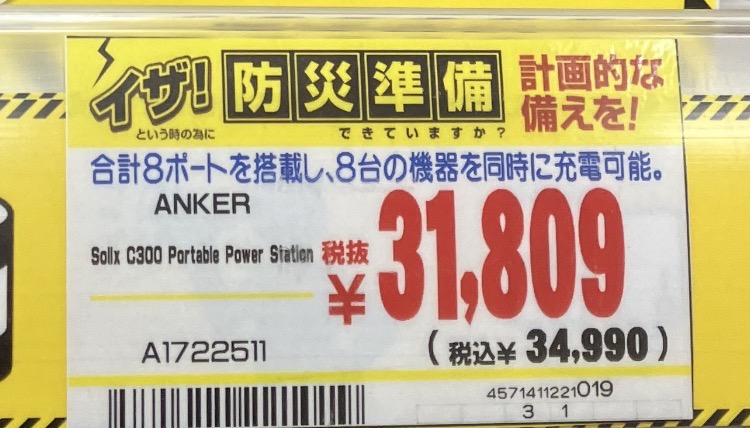 イザ！
という時の為に
防災準備
できていますか？
計画的な
備えを！
合計8ポートを搭載し、8台の機器を同時に充電可能。
ANKER
Solix C300 Portable Power Station
税抜
¥31,809
A1722511
（税込¥ 34,990）
4571411221019
3 1